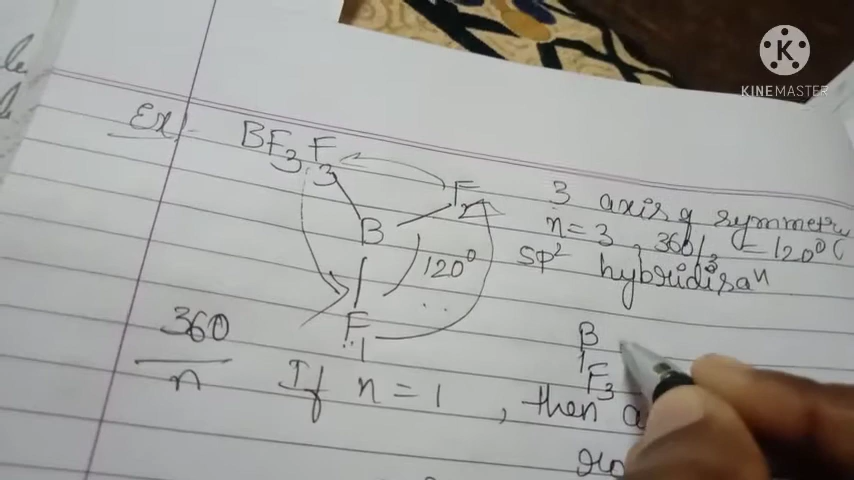 K
KINEMASTER
Ex:- BF3
F3
F2
B
F1
120°
3 axis of symmetry
n = 3, 360/3 = 120° (
SP² hybridisaⁿ
B
F3
360
n
If n = 1, then a